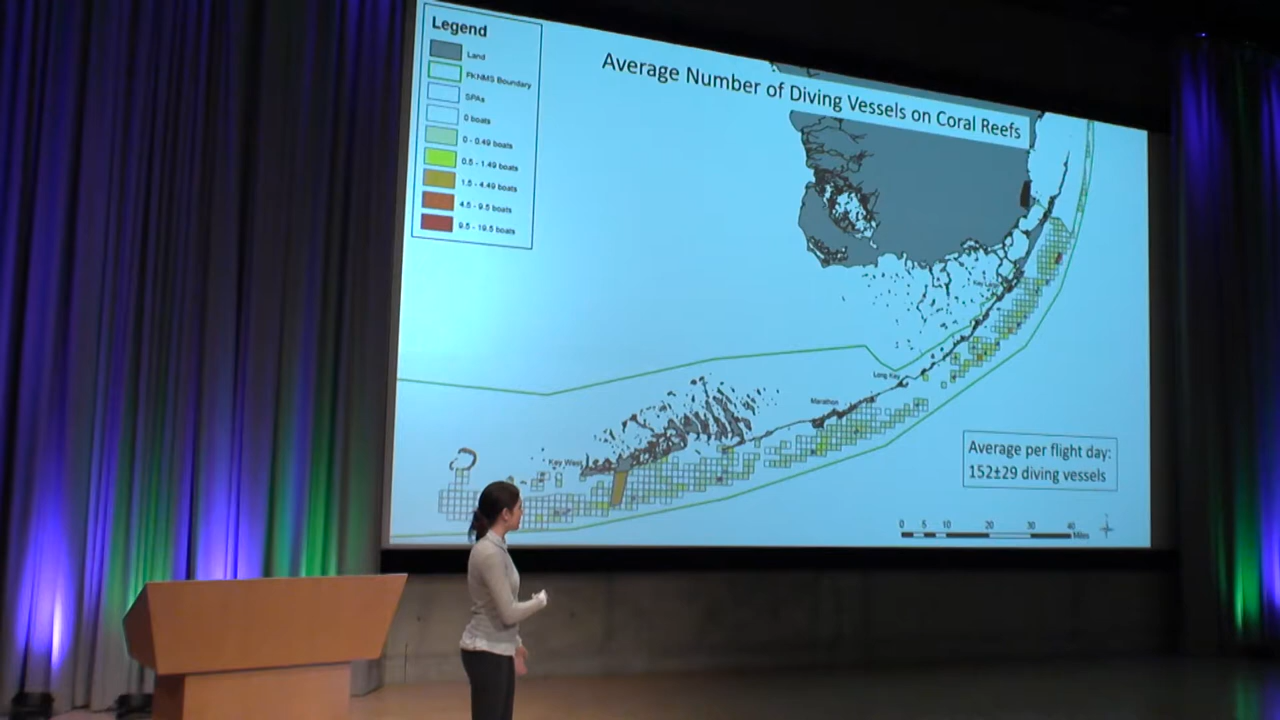 Legend
Land
FKNMS Boundary
SPAs
0 boats
0 - 0.49 boats
0.5 - 1.49 boats
1.5 - 4.49 boats
4.5 - 9.5 boats
9.5 - 19.5 boats
Average Number of Diving Vessels on Coral Reefs
Key Largo
Long Key
Marathon
Key West
Average per flight day:
152±29 diving vessels
0 5 10 20 30 40
Miles